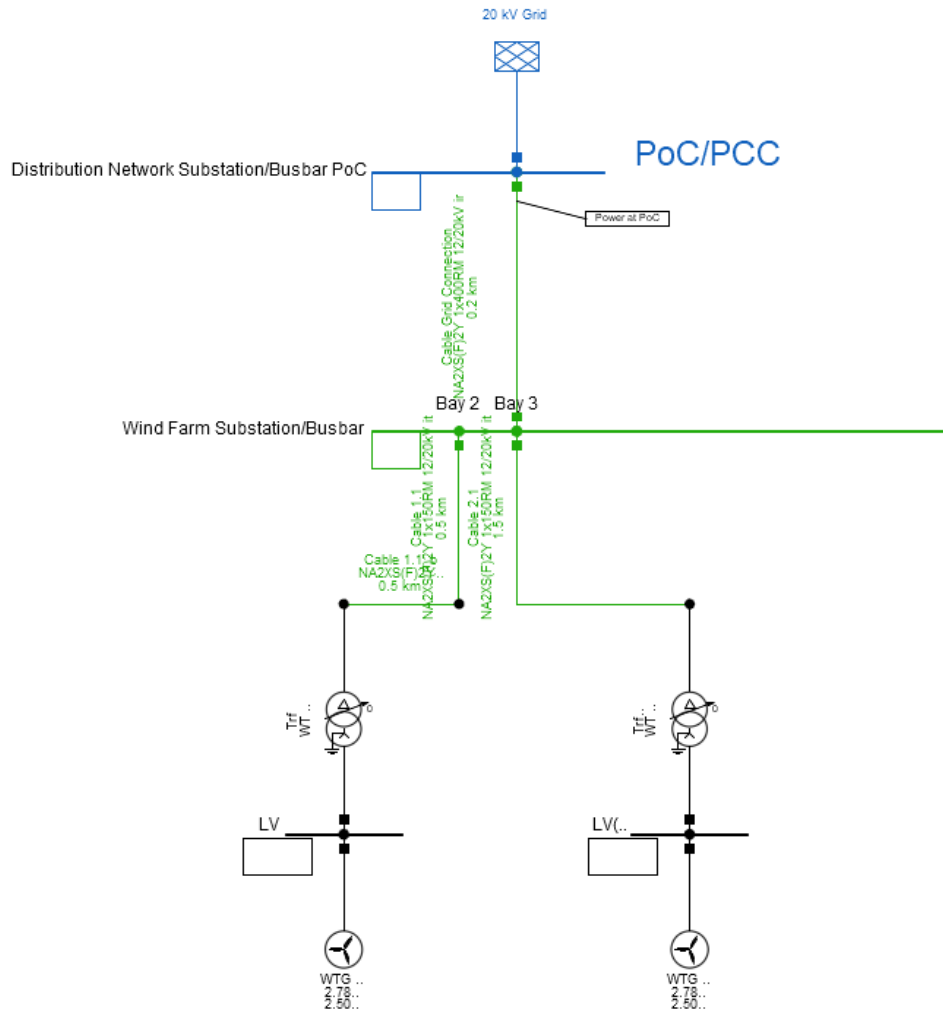 20 kV Grid
PoC/PCC
Distribution Network Substation/Busbar PoC
Power at PoC
Cable Grid Connection
NA2XS(F)2Y 1x400RM 12/20kV ir
0.2 km
Bay 2
Bay 3
Wind Farm Substation/Busbar
Cable 1.1
NA2XS(F)2Y 1x150RM 12/20kV it
0.5 km
Cable 2.1
NA2XS(F)2Y 1x150RM 12/20kV it
1.5 km
Cable 1.1
NA2XS(F)2Y..
0.5 km
Trf
WT ..
Trf..
WT ..
LV
LV(..
WTG ..
2.78..
2.50..
WTG ..
2.78..
2.50..